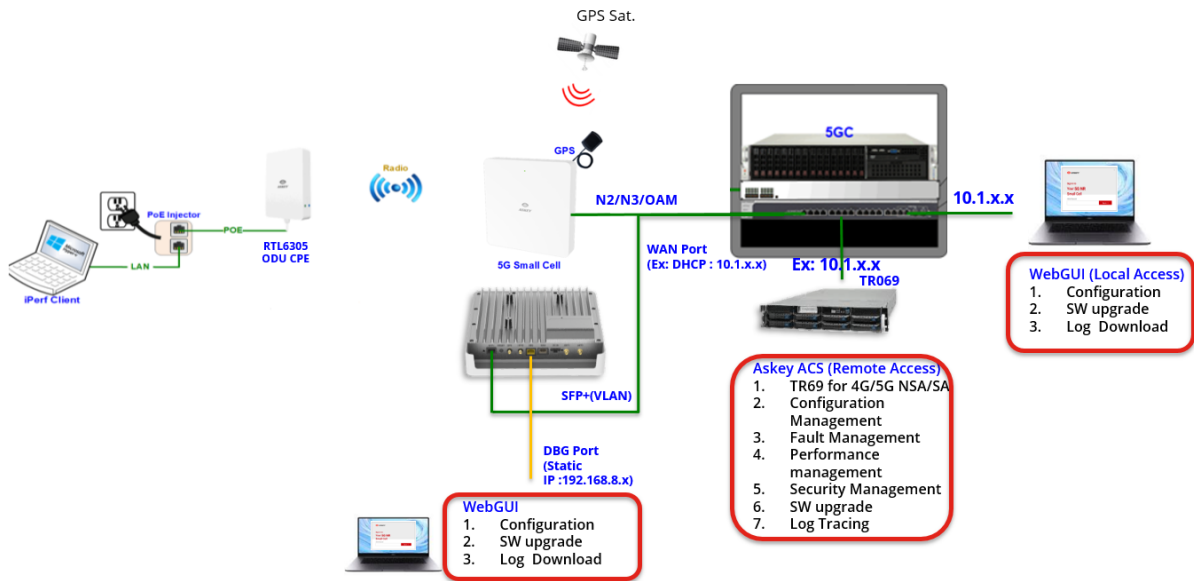 GPS Sat.
5GC
GPS
Radio
PoE Injector
POE
RTL6305
ODU CPE
N2/N3/OAM
10.1.x.x
LAN
iPerf Client
5G Small Cell
WAN Port
(Ex: DHCP : 10.1.x.x)
Ex: 10.1.x.x
TR069
WebGUI (Local Access)
1. Configuration
2. SW upgrade
3. Log Download
SFP+(VLAN)
Askey ACS (Remote Access)
1. TR69 for 4G/5G NSA/SA
2. Configuration
Management
3. Fault Management
4. Performance
management
5. Security Management
6. SW upgrade
7. Log Tracing
DBG Port
(Static
IP :192.168.8.x)
WebGUI
1. Configuration
2. SW upgrade
3. Log Download